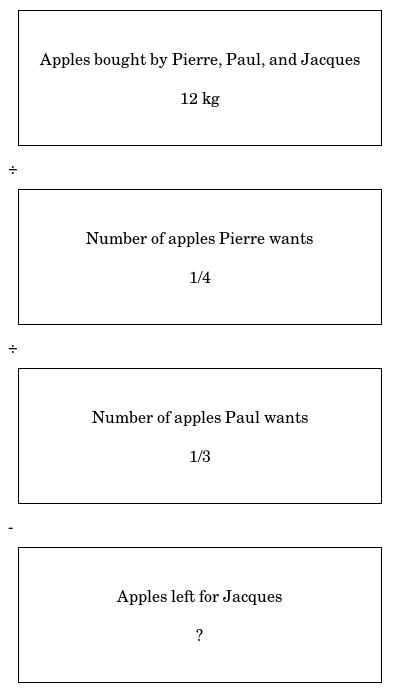 Apples bought by Pierre, Paul, and Jacques
12 kg
÷
Number of apples Pierre wants
1/4
÷
Number of apples Paul wants
1/3
-
Apples left for Jacques
?